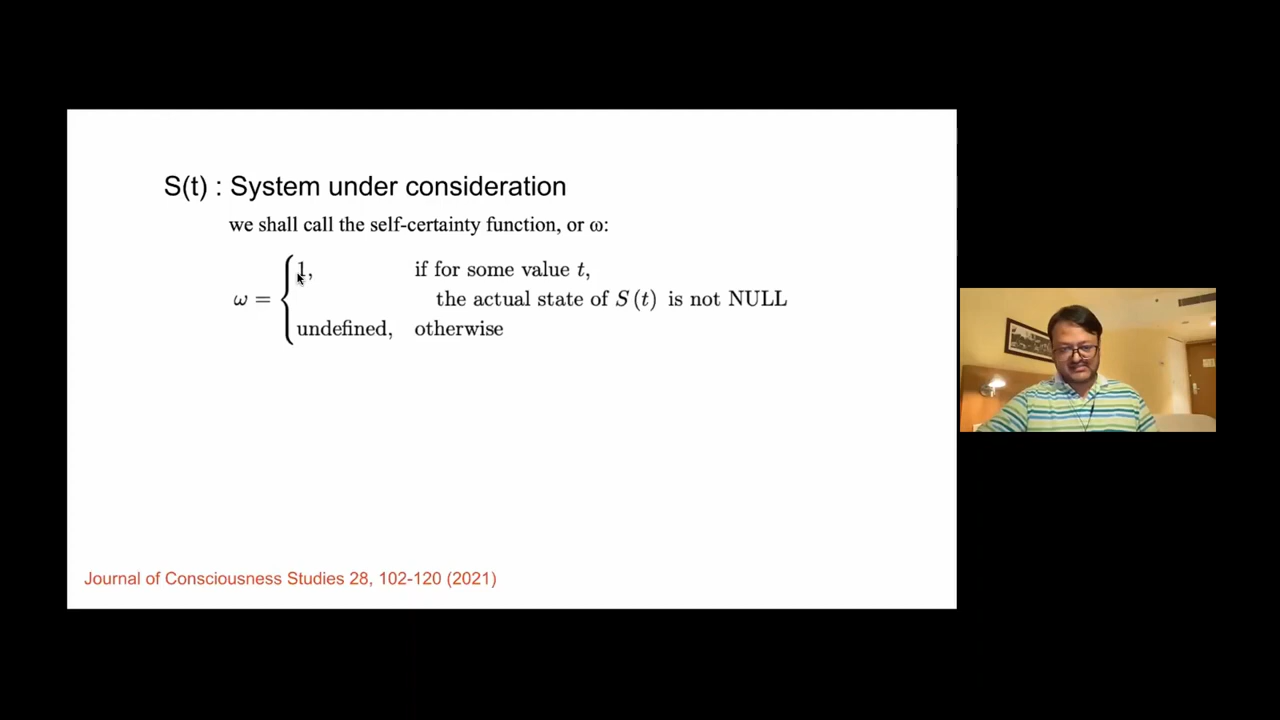 S(t) : System under consideration
we shall call the self-certainty function, or ω:
ω = { 1, if for some value t,
the actual state of S (t) is not NULL
undefined, otherwise
Journal of Consciousness Studies 28, 102-120 (2021)